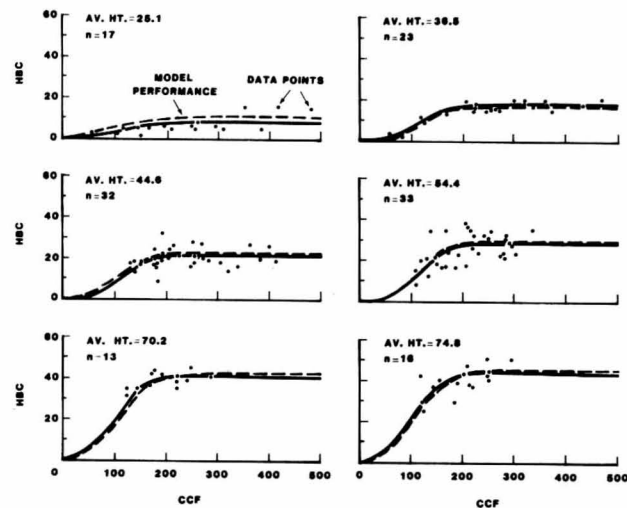 AV. HT.=25.1
n=17
60
40
20
0
HBC
MODEL
PERFORMANCE
DATA POINTS
AV. HT.=36.5
n=23
AV. HT.=44.6
n=32
60
40
20
0
HBC
AV. HT.=54.4
n=33
AV. HT.=70.2
n=13
60
40
20
HBC
0 100 200 300 400 500
CCF
AV. HT.=74.8
n=16
0 100 200 300 400 500
CCF